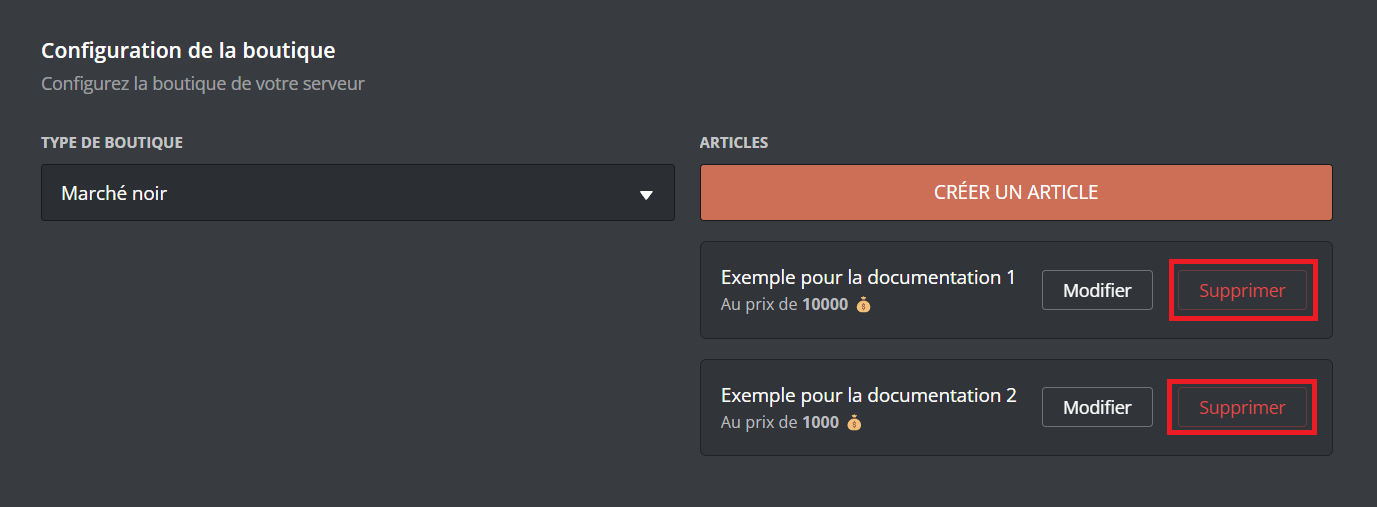 Configuration de la boutique
Configurez la boutique de votre serveur
TYPE DE BOUTIQUE
Marché noir
ARTICLES
CRÉER UN ARTICLE
Exemple pour la documentation 1
Au prix de 10000
Modifier
Supprimer
Exemple pour la documentation 2
Au prix de 1000
Modifier
Supprimer